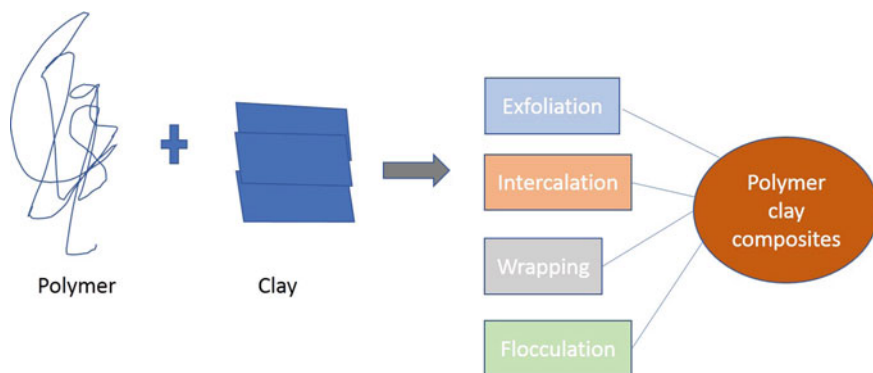 Polymer
Clay
Exfoliation
Intercalation
Wrapping
Flocculation
Polymer
clay
composites